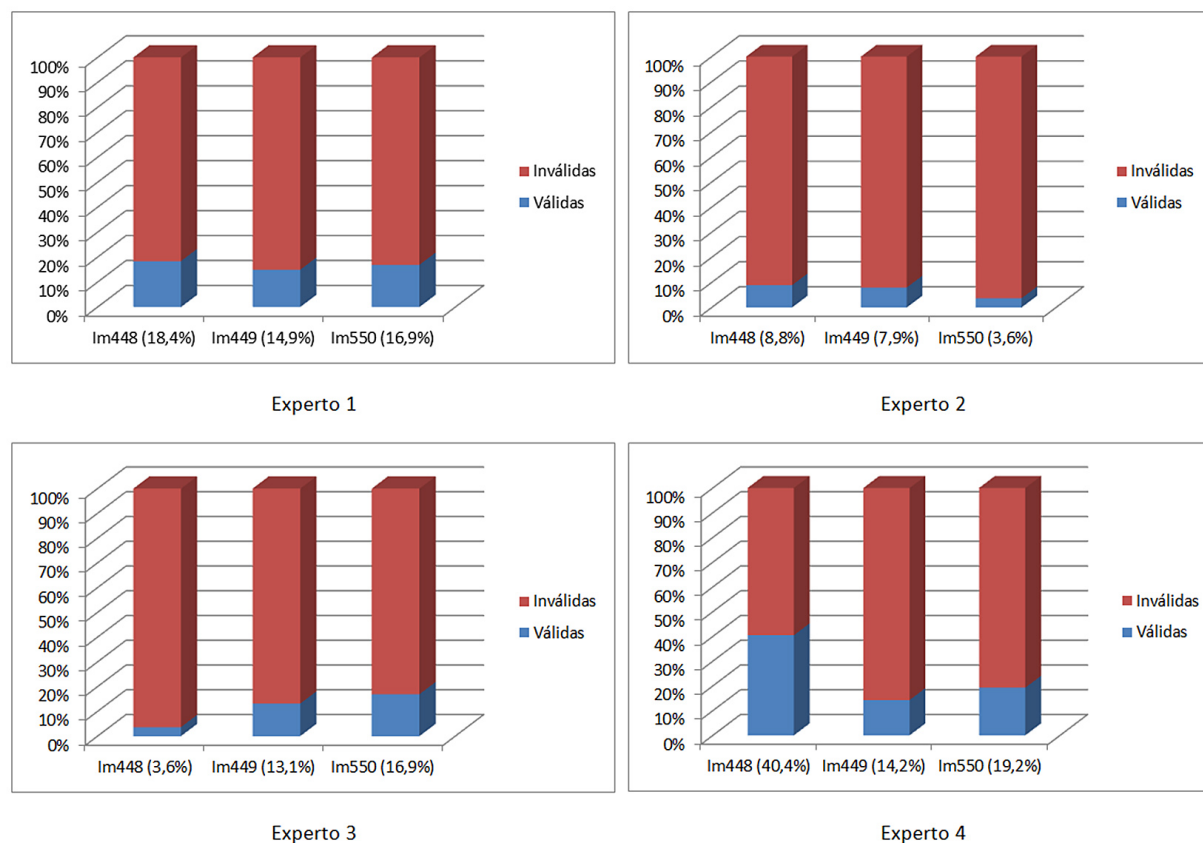 100%
90%
80%
70%
60%
50%
40%
30%
20%
10%
0%
Im448 (18,4%) Im449 (14,9%) Im550 (16,9%)
Inválidas
Válidas
Experto 1
100%
90%
80%
70%
60%
50%
40%
30%
20%
10%
0%
Im448 (8,8%) Im449 (7,9%) Im550 (3,6%)
Inválidas
Válidas
Experto 2
100%
90%
80%
70%
60%
50%
40%
30%
20%
10%
0%
Im448 (3,6%) Im449 (13,1%) Im550 (16,9%)
Inválidas
Válidas
Experto 3
100%
90%
80%
70%
60%
50%
40%
30%
20%
10%
0%
Im448 (40,4%) Im449 (14,2%) Im550 (19,2%)
Inválidas
Válidas
Experto 4